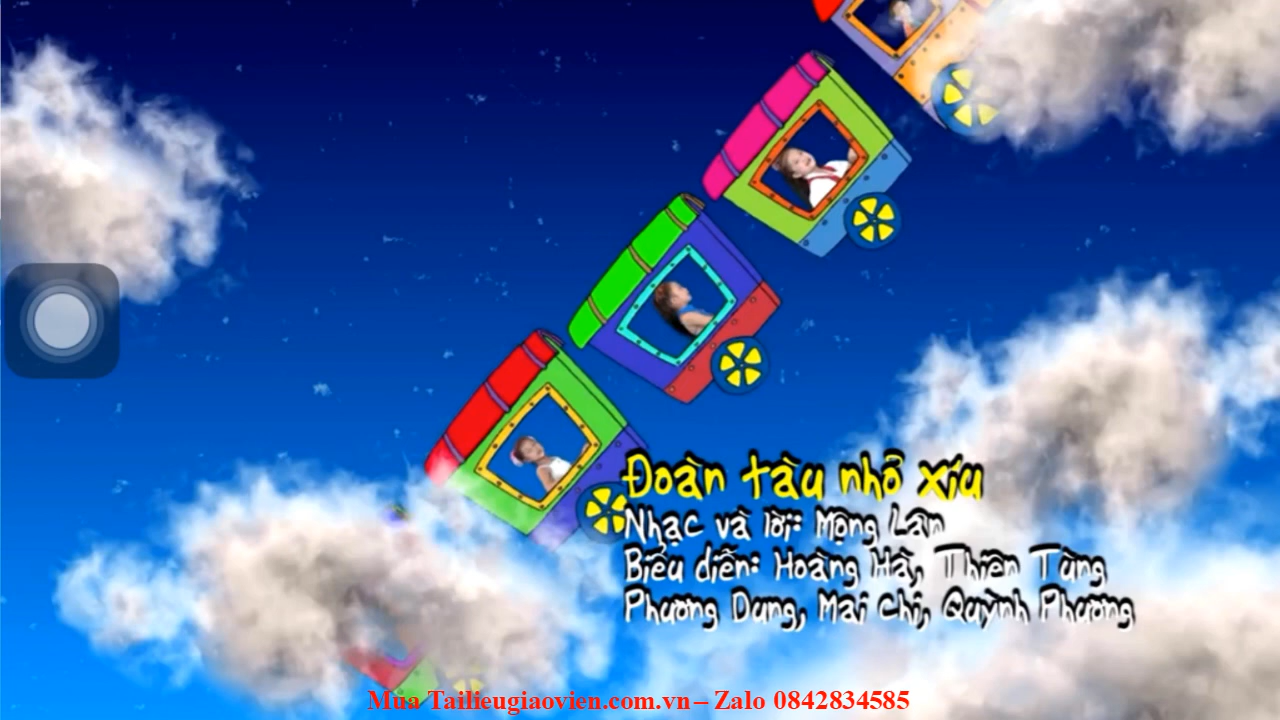 Đoàn tàu nhỏ xíu
Nhạc và lời: Mộng Lân
Biểu diễn: Hoàng Hà, Thiên Tùng
Phương Dung, Mai Chi, Quỳnh Phương
Mua Tailieugiaovien.com.vn – Zalo 0842834585